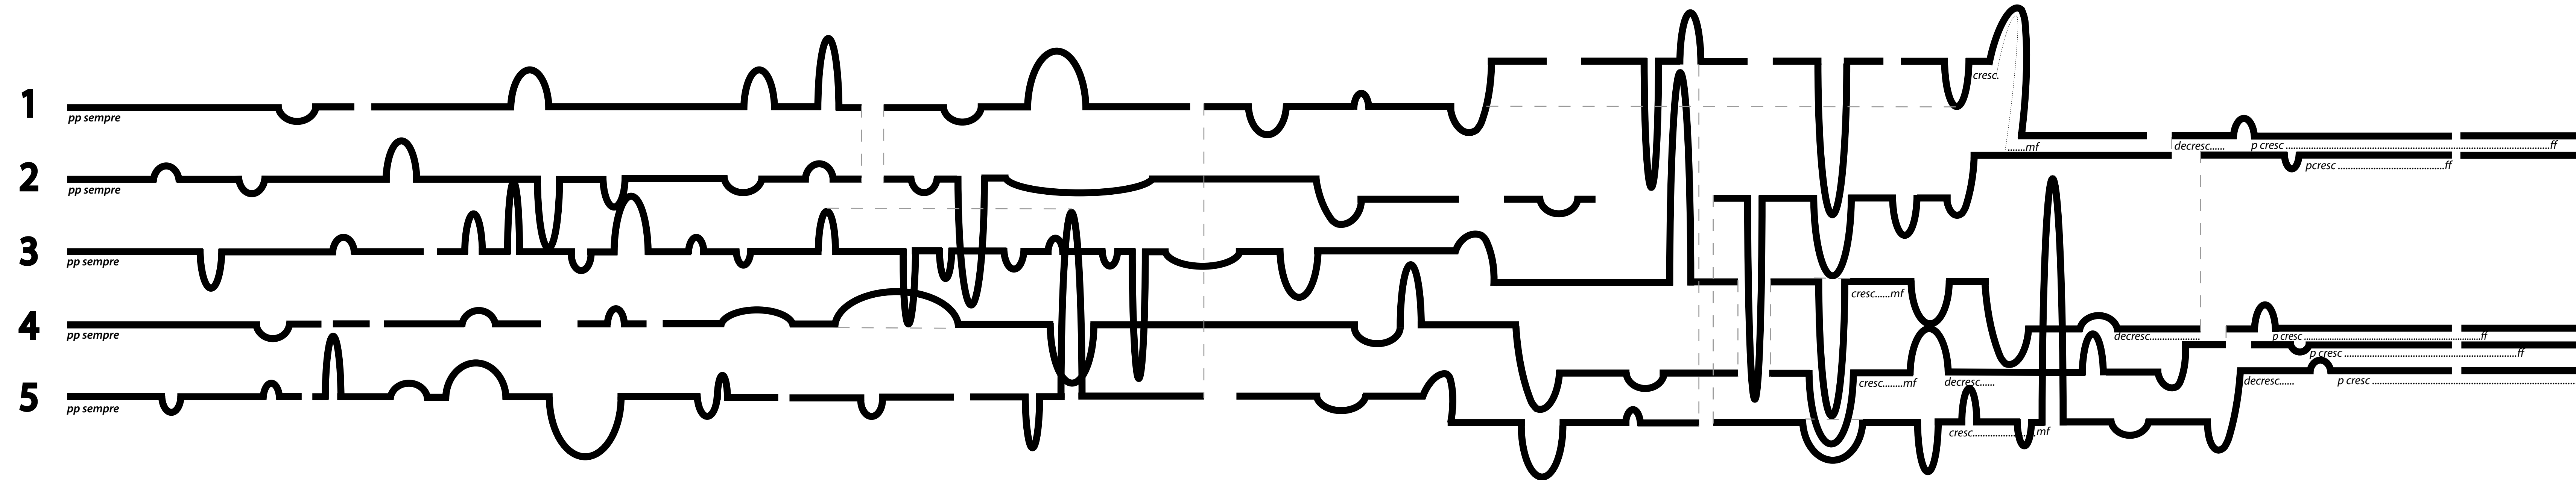 1
pp sempre
2
pp sempre
3
pp sempre
4
pp sempre
5
pp sempre
cresc.
.......mf
decresc......
p cresc ..............................................................................ff
pcresc ..........................................ff
cresc......mf
decresc..................
p cresc .....................................................ff
p cresc ....................................................ff
cresc........mf
decresc......
decresc......
p cresc ..............................................................
cresc......................mf